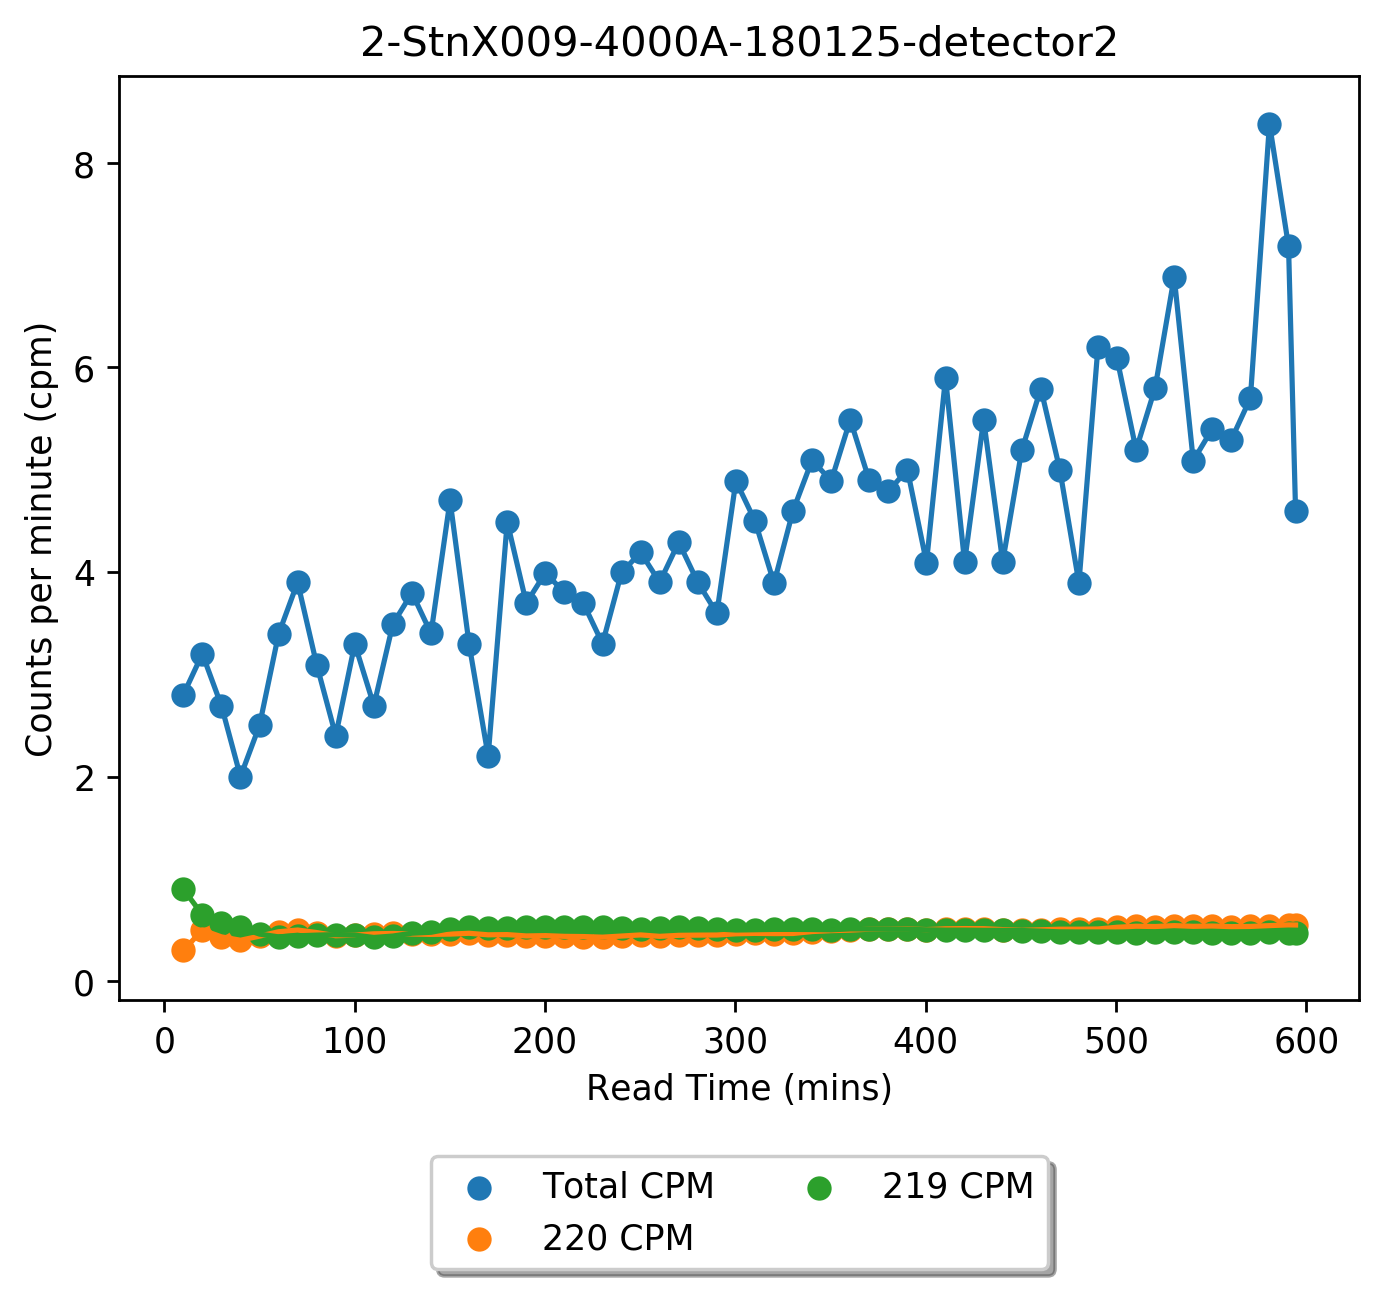 2-StnX009-4000A-180125-detector2
8
6
4
2
0
Counts per minute (cpm)
0 100 200 300 400 500 600
Read Time (mins)
Total CPM 219 CPM
220 CPM